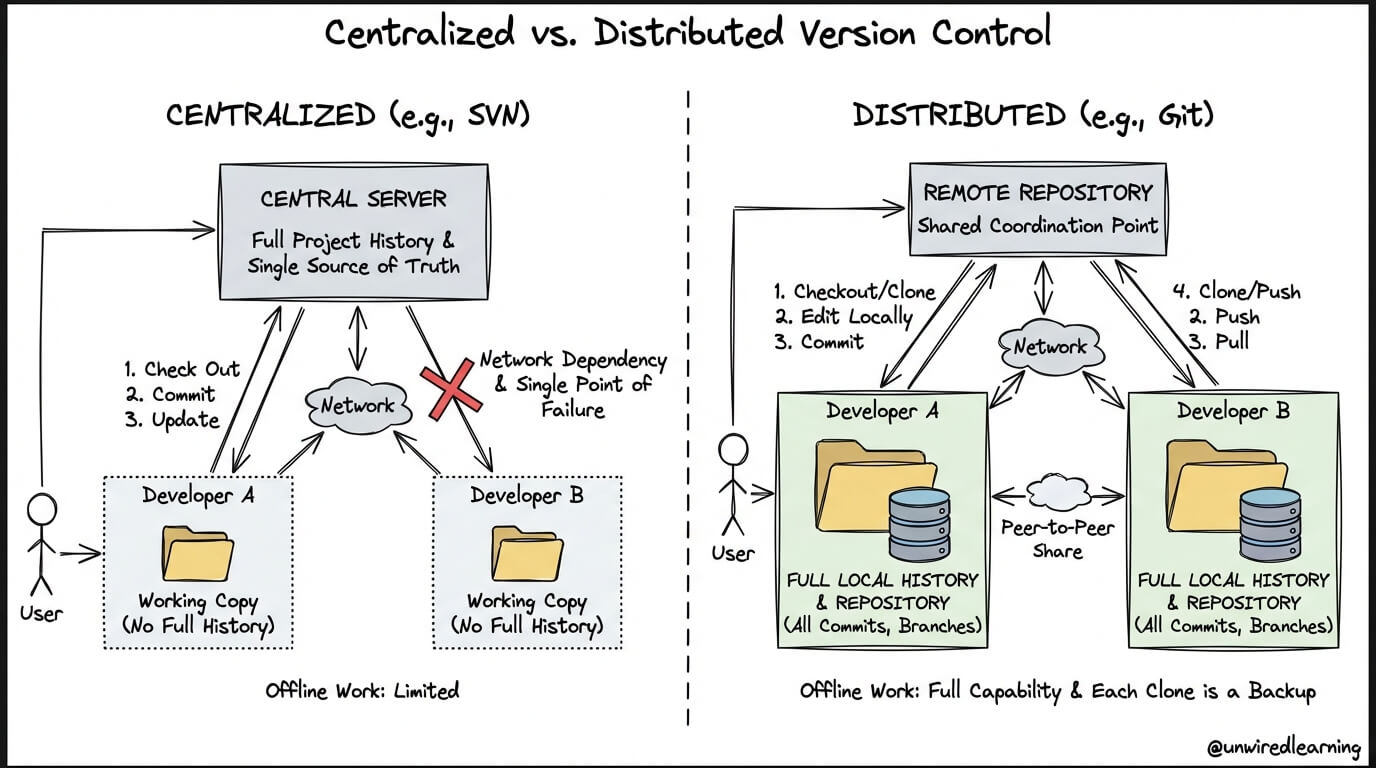 Centralized vs. Distributed Version Control
CENTRALIZED (e.g., SVN)
CENTRAL SERVER
Full Project History &
Single Source of Truth
1. Check Out
2. Commit
3. Update
Network
Network Dependency
& Single Point of
Failure
User
Developer A
Working Copy
(No Full History)
Developer B
Working Copy
(No Full History)
Offline Work: Limited
DISTRIBUTED (e.g., Git)
REMOTE REPOSITORY
Shared Coordination Point
1. Checkout/Clone
2. Edit Locally
3. Commit
Network
4. Clone/Push
2. Push
3. Pull
User
Developer A
FULL LOCAL HISTORY
& REPOSITORY
(All Commits, Branches)
Peer-to-Peer
Share
Developer B
FULL LOCAL HISTORY
& REPOSITORY
(All Commits, Branches)
Offline Work: Full Capability & Each Clone is a Backup
@unwiredlearning